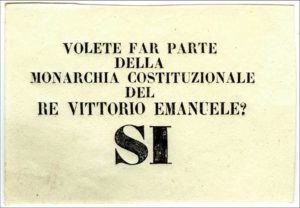 VOLETE FAR PARTE
DELLA
MONARCHIA COSTITUZIONALE
DEL
RE VITTORIO EMANUELE?
SI